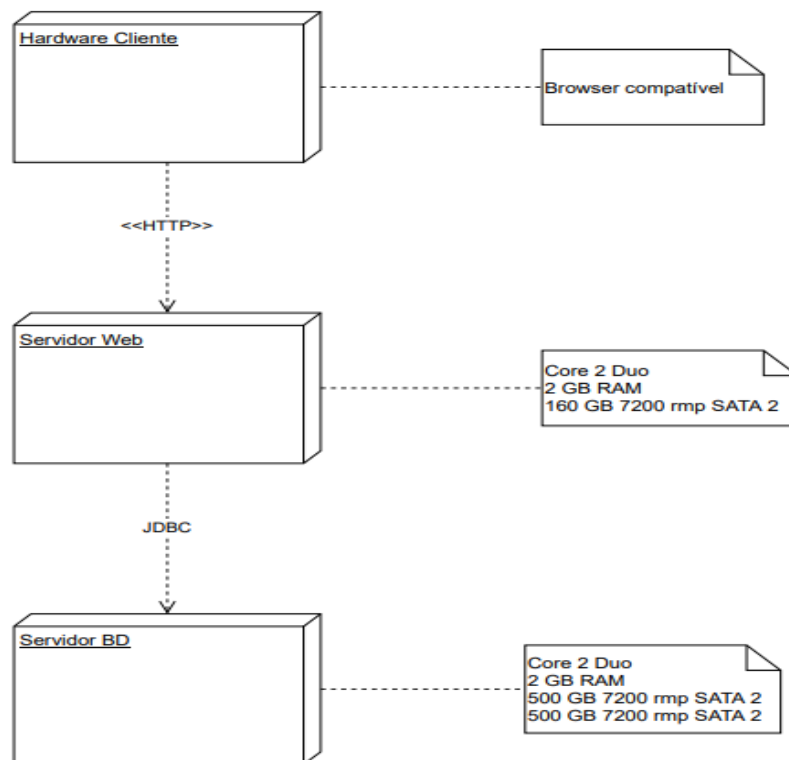 Hardware Cliente
Browser compatível
<<HTTP>>
Servidor Web
Core 2 Duo
2 GB RAM
160 GB 7200 rmp SATA 2
JDBC
Servidor BD
Core 2 Duo
2 GB RAM
500 GB 7200 rmp SATA 2
500 GB 7200 rmp SATA 2